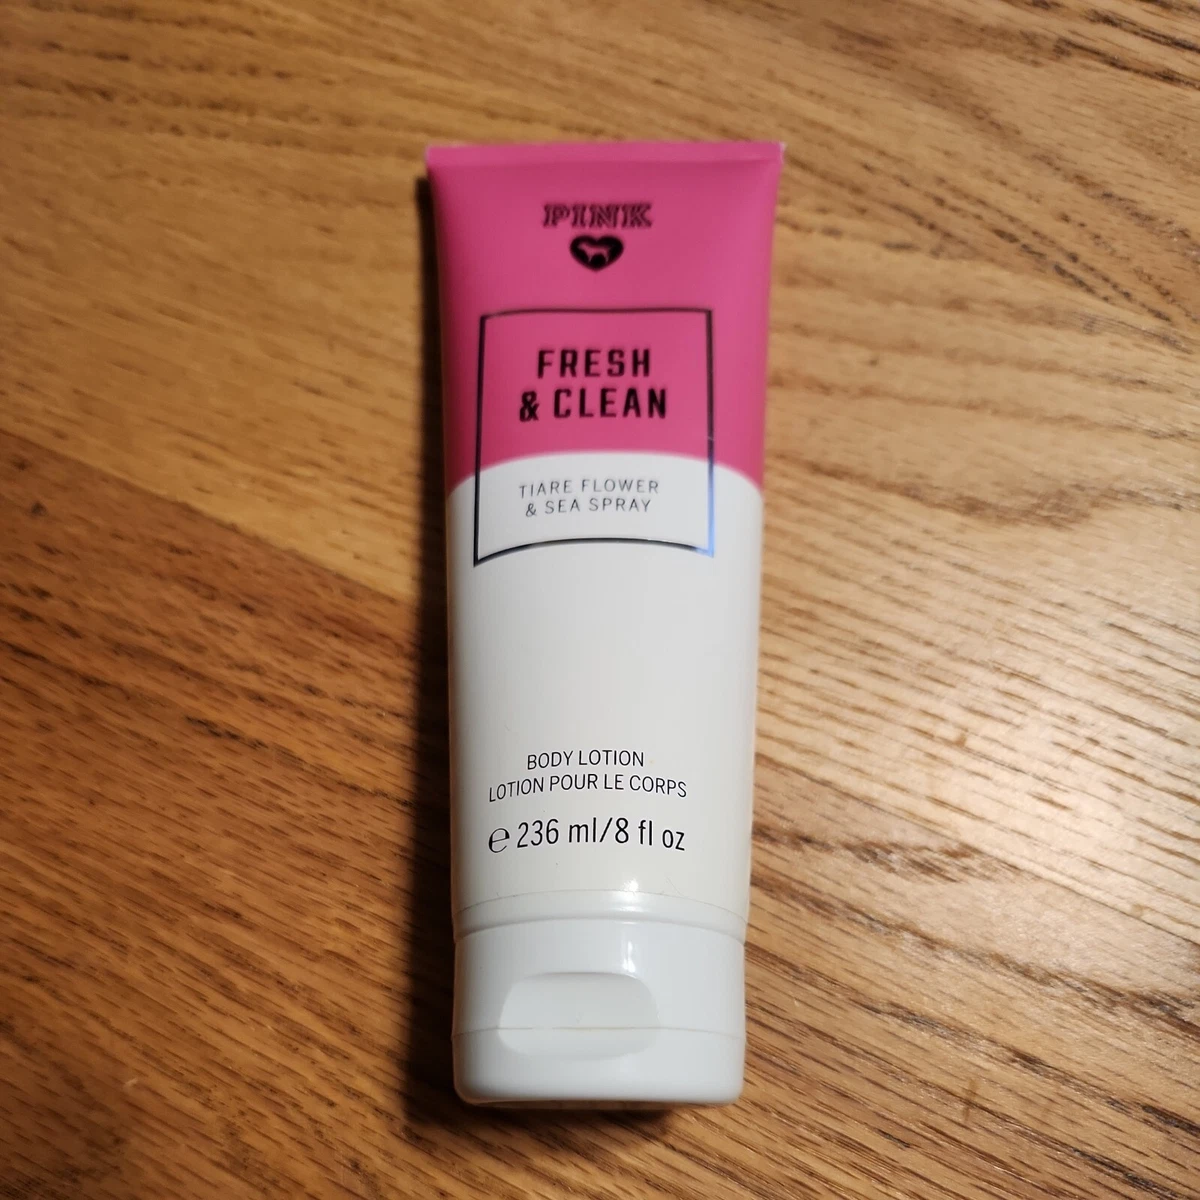 PINK
FRESH
& CLEAN
TIARE FLOWER
& SEA SPRAY
BODY LOTION
LOTION POUR LE CORPS
℮ 236 ml/8 fl oz